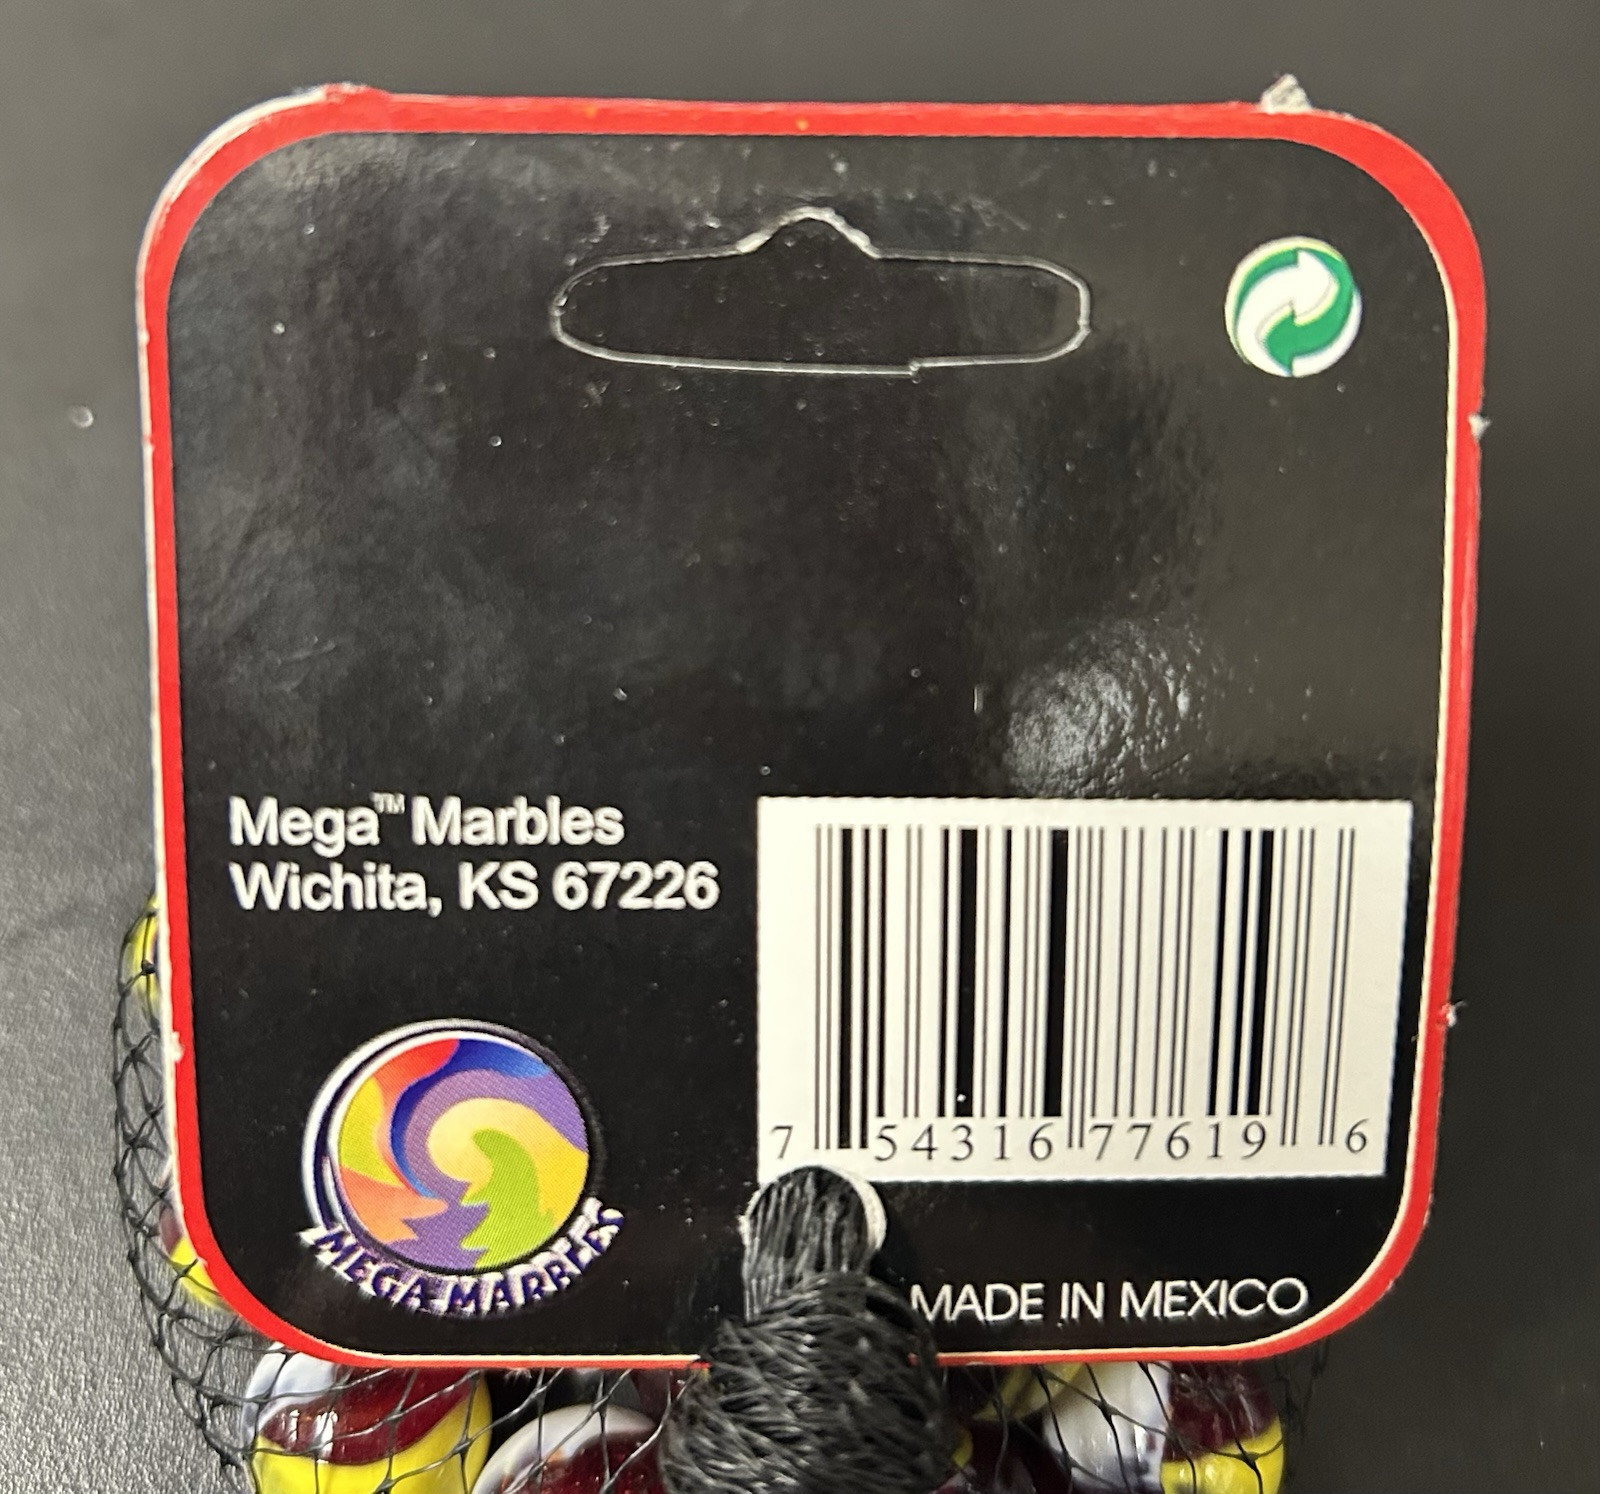 Mega™ Marbles
Wichita, KS 67226
7 54316 77619 6
MEGA MARBLES
MADE IN MEXICO